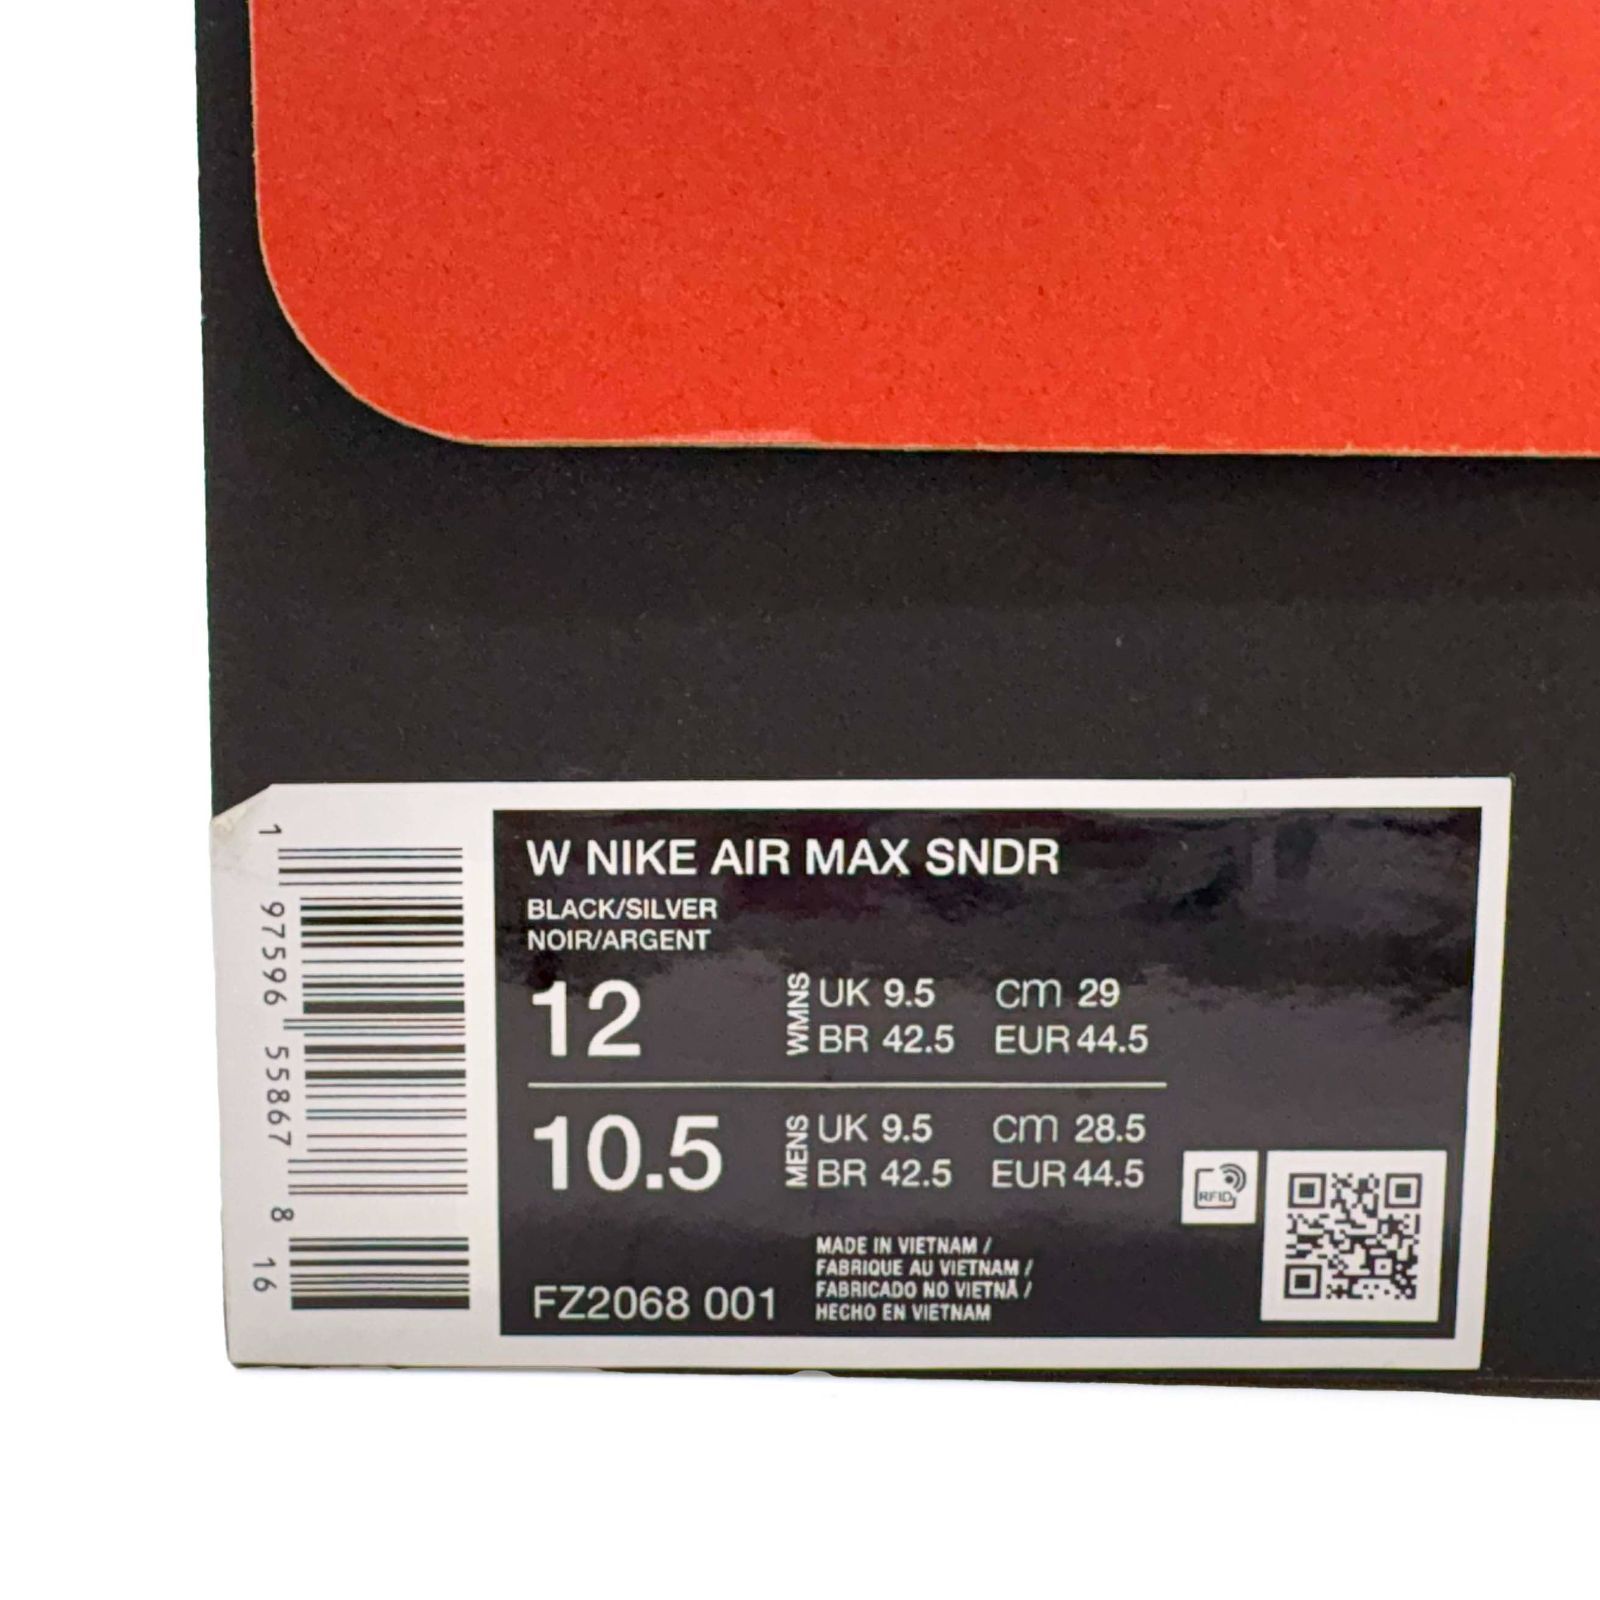 W NIKE AIR MAX SNDR
BLACK/SILVER
NOIR/ARGENT
12 WMNS UK 9.5 cm 29
BR 42.5 EUR 44.5
10.5 MENS UK 9.5 cm 28.5
BR 42.5 EUR 44.5
RFID
MADE IN VIETNAM /
FABRIQUE AU VIETNAM /
FABRICADO NO VIETNÃ /
HECHO EN VIETNAM
FZ2068 001
1 97596 55867 8 16